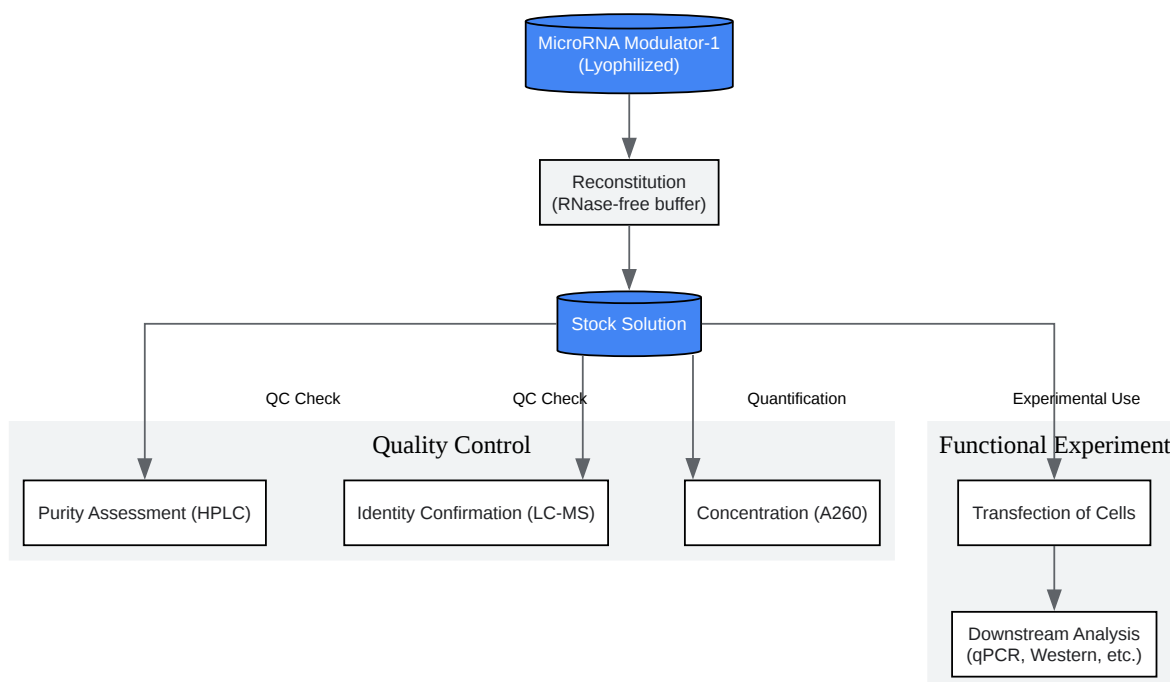 MicroRNA Modulator-1
(Lyophilized)
Reconstitution
(RNase-free buffer)
Stock Solution
QC Check
QC Check
Quantification
Experimental Use
Quality Control
Functional Experiment
Purity Assessment (HPLC)
Identity Confirmation (LC-MS)
Concentration (A260)
Transfection of Cells
Downstream Analysis
(qPCR, Western, etc.)